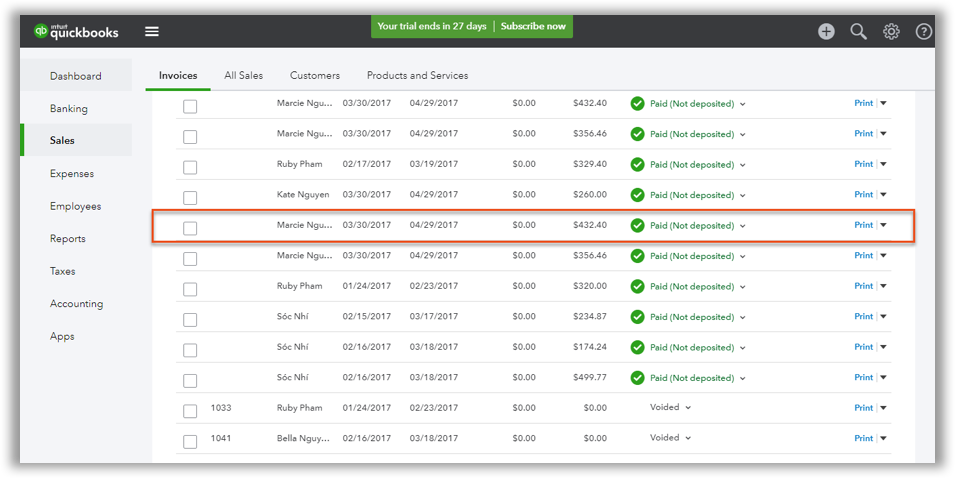 intuit quickbooks Your trial ends in 27 days | Subscribe now
Dashboard
Banking
Sales
Expenses
Employees
Reports
Taxes
Accounting
Apps
Invoices All Sales Customers Products and Services
Marcie Ngu... 03/30/2017 04/29/2017 $0.00 $432.40 Paid (Not deposited) Print
Marcie Ngu... 03/30/2017 04/29/2017 $0.00 $356.46 Paid (Not deposited) Print
Ruby Pham 02/17/2017 03/19/2017 $0.00 $329.40 Paid (Not deposited) Print
Kate Nguyen 03/30/2017 04/29/2017 $0.00 $260.00 Paid (Not deposited) Print
Marcie Ngu... 03/30/2017 04/29/2017 $0.00 $432.40 Paid (Not deposited) Print
Marcie Ngu... 03/30/2017 04/29/2017 $0.00 $356.46 Paid (Not deposited) Print
Ruby Pham 01/24/2017 02/23/2017 $0.00 $320.00 Paid (Not deposited) Print
Sóc Nhí 02/15/2017 03/17/2017 $0.00 $234.87 Paid (Not deposited) Print
Sóc Nhí 02/16/2017 03/18/2017 $0.00 $174.24 Paid (Not deposited) Print
Sóc Nhí 02/16/2017 03/18/2017 $0.00 $499.77 Paid (Not deposited) Print
1033 Ruby Pham 01/24/2017 02/23/2017 $0.00 $0.00 Voided Print
1041 Bella Nguy... 02/16/2017 03/18/2017 $0.00 $0.00 Voided Print